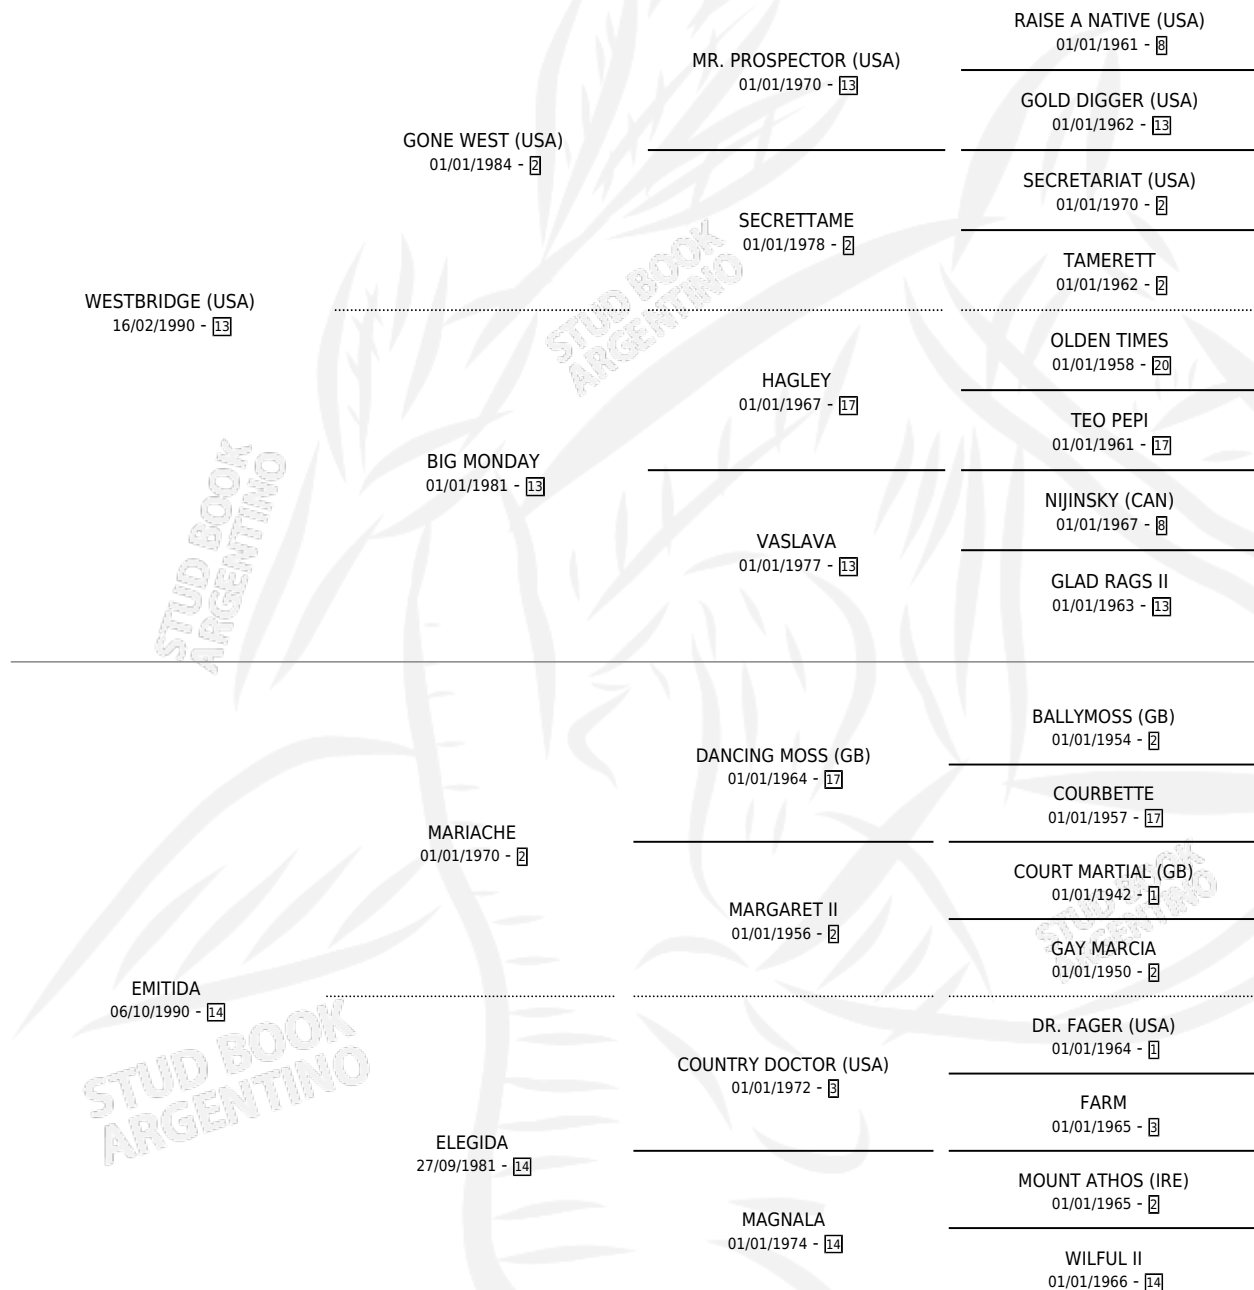 RAISE A NATIVE (USA)
01/01/1961 - 8
MR. PROSPECTOR (USA)
01/01/1970 - 13
GOLD DIGGER (USA)
01/01/1962 - 13
GONE WEST (USA)
01/01/1984 - 2
SECRETARIAT (USA)
01/01/1970 - 2
SECRETTAME
01/01/1978 - 2
TAMERETT
01/01/1962 - 2
WESTBRIDGE (USA)
16/02/1990 - 13
OLDEN TIMES
01/01/1958 - 20
HAGLEY
01/01/1967 - 17
TEO PEPI
01/01/1961 - 17
BIG MONDAY
01/01/1981 - 13
NIJINSKY (CAN)
01/01/1967 - 8
VASLAVA
01/01/1977 - 13
GLAD RAGS II
01/01/1963 - 13
BALLYMOSS (GB)
01/01/1954 - 2
DANCING MOSS (GB)
01/01/1964 - 17
COURBETTE
01/01/1957 - 17
MARIACHE
01/01/1970 - 2
COURT MARTIAL (GB)
01/01/1942 - 1
MARGARET II
01/01/1956 - 2
GAY MARCIA
01/01/1950 - 2
EMITIDA
06/10/1990 - 14
DR. FAGER (USA)
01/01/1964 - 1
COUNTRY DOCTOR (USA)
01/01/1972 - 3
FARM
01/01/1965 - 3
ELEGIDA
27/09/1981 - 14
MOUNT ATHOS (IRE)
01/01/1965 - 2
MAGNALA
01/01/1974 - 14
WILFUL II
01/01/1966 - 14
STUD BOOK
ARGENTINO
STUD BOOK
ARGENTINO
STUD BOOK
ARGENTINO
STUD BOOK
ARGENTINO